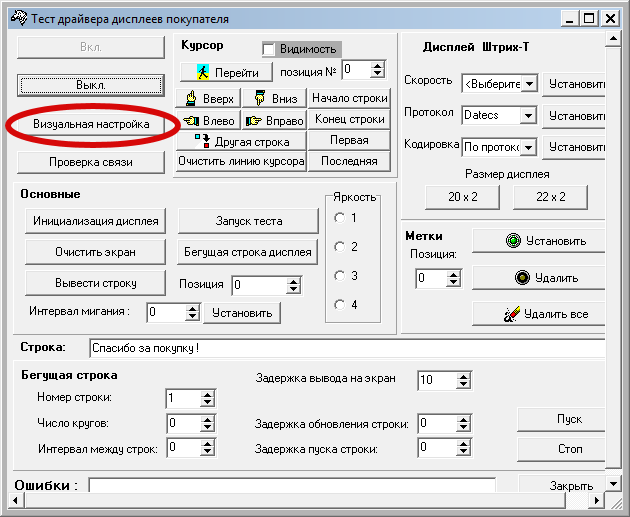 Тест драйвера дисплеев покупателя
Вкл.
Выкл.
Визуальная настройка
Проверка связи
Курсор
Видимость
Перейти
позиция №
0
Вверх
Вниз
Начало строки
Влево
Вправо
Конец строки
Другая строка
Первая
Очистить линию курсора
Последняя
Дисплей Штрих-Т
Скорость
<Выберите
Установить
Протокол
Datecs
Установить
Кодировка
По протоко
Установить
Размер дисплея
20 x 2
22 x 2
Основные
Инициализация дисплея
Запуск теста
Очистить экран
Бегущая строка дисплея
Вывести строку
Позиция
0
Интервал мигания :
0
Установить
Яркость
1
2
3
4
Метки
Позиция:
0
Установить
Удалить
Удалить все
Строка:
Спасибо за покупку !
Бегущая строка
Номер строки:
1
Число кругов:
0
Интервал между строк:
0
Задержка вывода на экран
10
Задержка обновления строки:
0
Задержка пуска строки:
0
Пуск
Стоп
Ошибки :
Закрыть